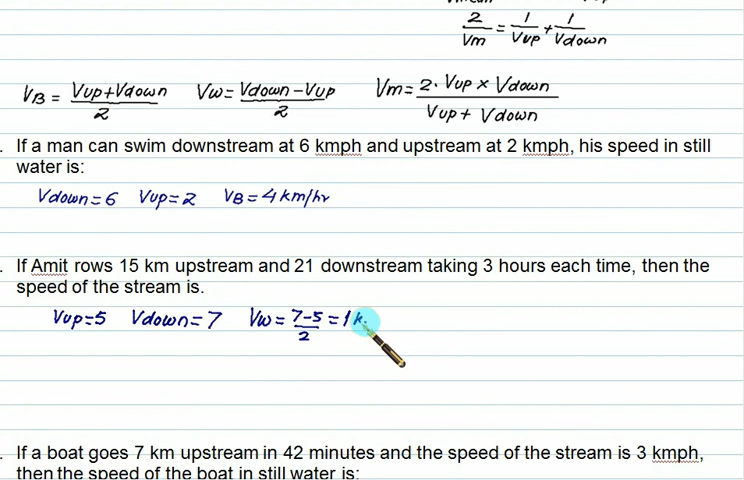 2/Vm = 1/Vup + 1/Vdown
VB = Vup+Vdown/2 Vw= Vdown-Vup/2 Vm= 2·Vup x Vdown/Vup+ Vdown
. If a man can swim downstream at 6 kmph and upstream at 2 kmph, his speed in still
water is:
Vdown=6 Vup=2 VB=4km/hr
. If Amit rows 15 km upstream and 21 downstream taking 3 hours each time, then the
speed of the stream is.
Vup=5 Vdown=7 Vw= 7-5/2 =1k
. If a boat goes 7 km upstream in 42 minutes and the speed of the stream is 3 kmph,
then the speed of the boat in still water is: